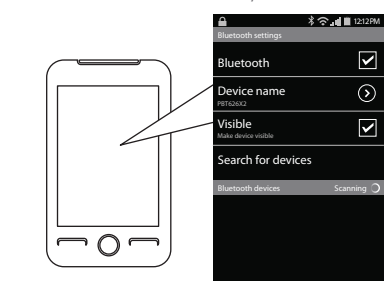 12:12PM
Bluetooth settings
Bluetooth
Device name
PBT626X2
Visible
Make device visible
Search for devices
Bluetooth devices Scanning